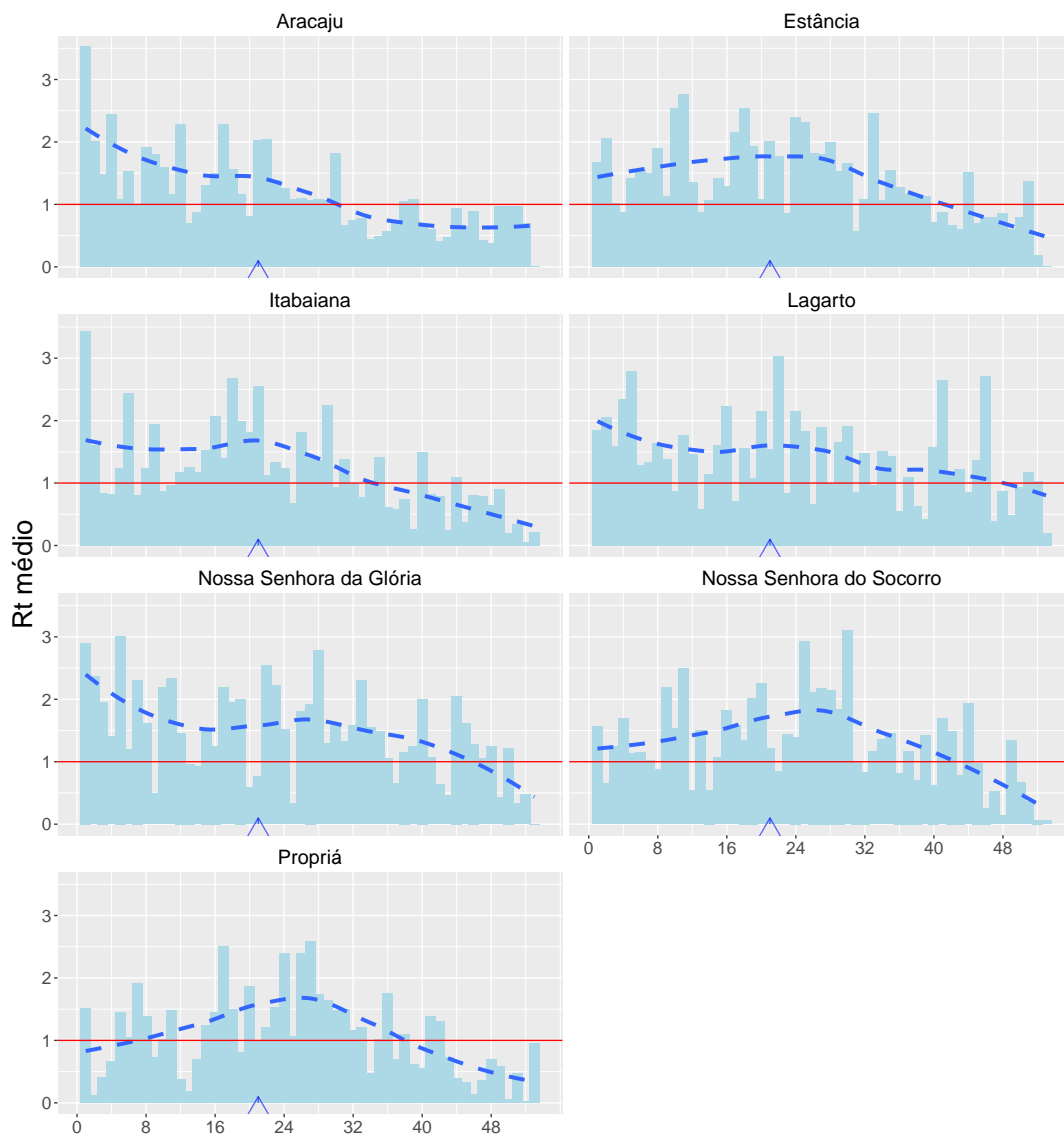 Aracaju
Estância
3
2
1
0
Itabaiana
Lagarto
3
2
1
0
Rt médio
Nossa Senhora da Glória
Nossa Senhora do Socorro
3
2
1
0
0 8 16 24 32 40 48
Propriá
3
2
1
0
0 8 16 24 32 40 48